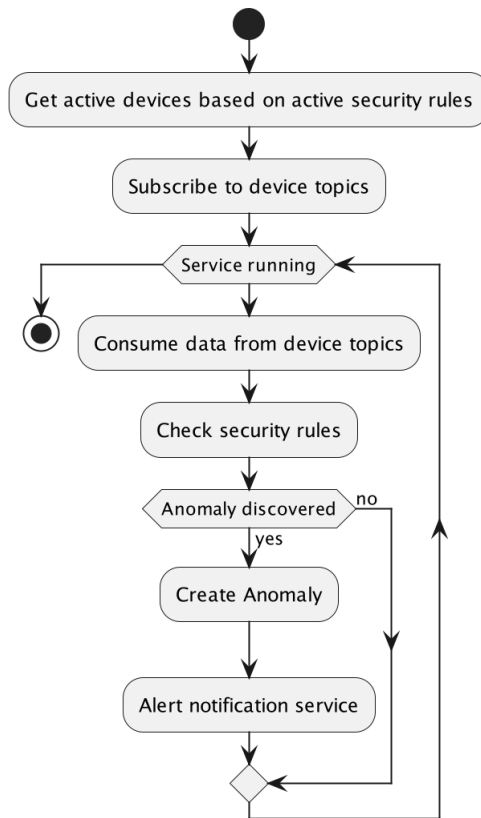 Get active devices based on active security rules
Subscribe to device topics
Service running
Consume data from device topics
Check security rules
Anomaly discovered
no
yes
Create Anomaly
Alert notification service